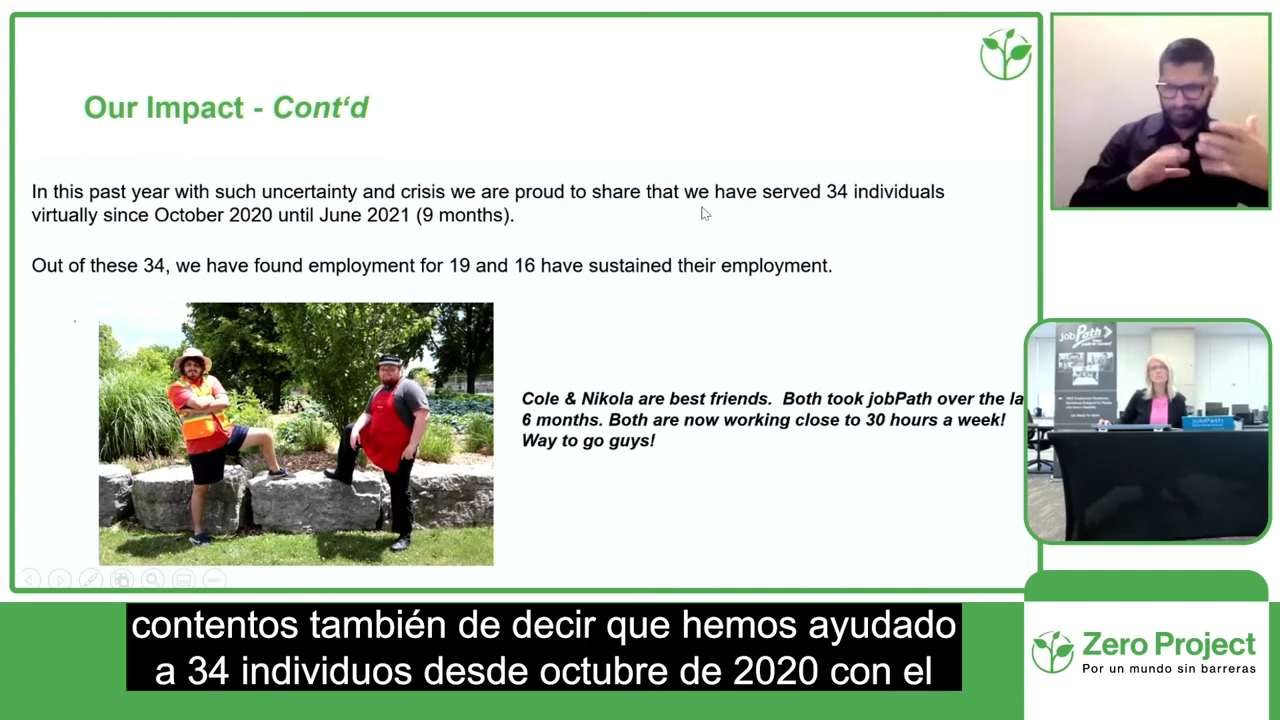 Our Impact - Cont‘d
In this past year with such uncertainty and crisis we are proud to share that we have served 34 individuals
virtually since October 2020 until June 2021 (9 months).
Out of these 34, we have found employment for 19 and 16 have sustained their employment.
Cole & Nikola are best friends. Both took jobPath over the la
6 months. Both are now working close to 30 hours a week!
Way to go guys!
jobPath
JobPath
contentos también de decir que hemos ayudado
a 34 individuos desde octubre de 2020 con el
Zero Project
Por un mundo sin barreras